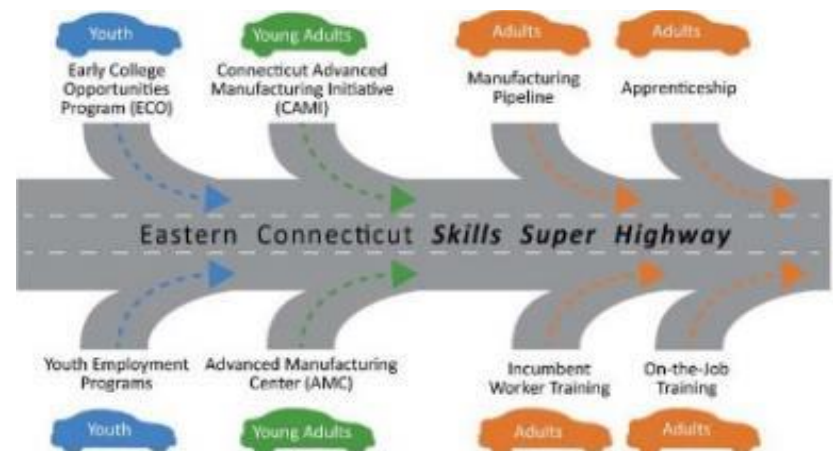 Youth
Young Adults
Adults
Adults
Early College
Opportunities
Program (ECO)
Connecticut Advanced
Manufacturing Initiative
(CAMI)
Manufacturing
Pipeline
Apprenticeship
Eastern Connecticut Skills Super Highway
Youth Employment
Programs
Advanced Manufacturing
Center (AMC)
Incumbent
Worker Training
On-the-Job
Training
Youth
Young Adults
Adults
Adults